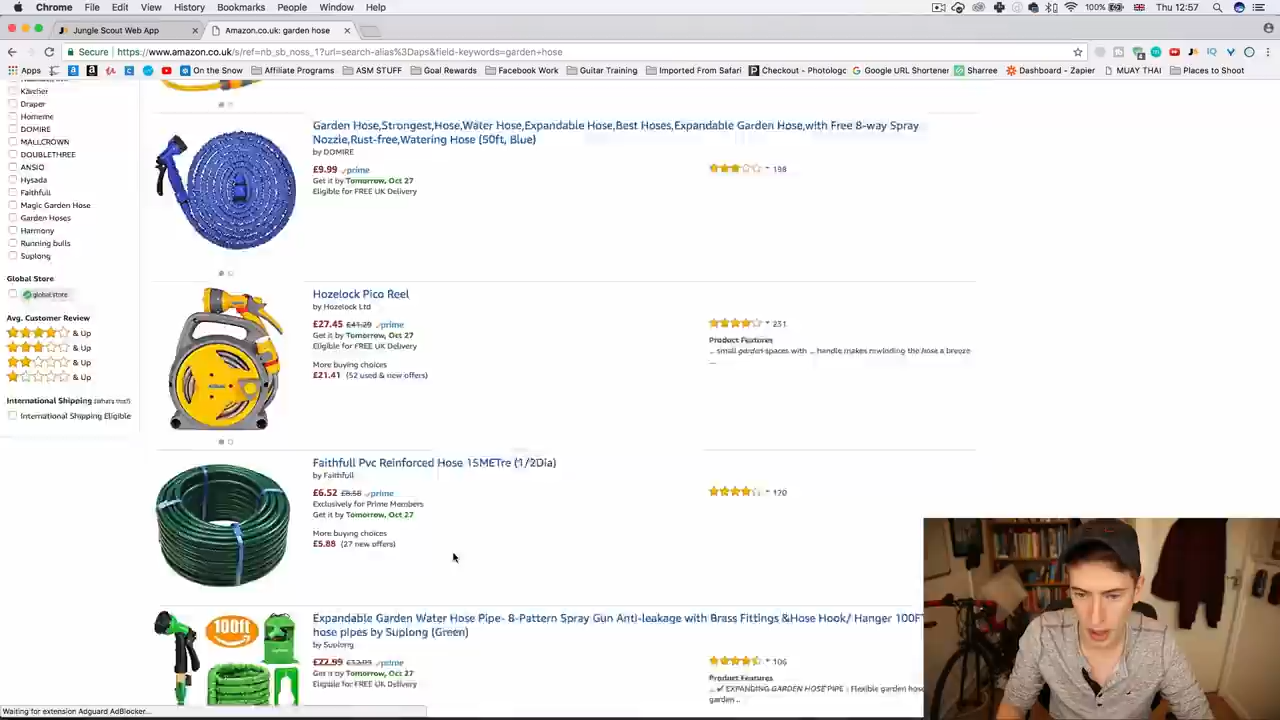 Chrome File Edit View History Bookmarks People Window Help
100% Thu 12:57
Jungle Scout Web App
Amazon.co.uk: garden hose
Secure https://www.amazon.co.uk/s/ref=nb_sb_noss_1?url=search-alias%3Daps&field-keywords=garden+hose
Apps On the Snow Affiliate Programs ASM STUFF Goal Rewards Facebook Work Guitar Training Imported From Safari Checkout - Photologo Google URL Shortener Sharree Dashboard - Zapier MUAY THAI Places to Shoot
Kärcher
Draper
Homeme
DOMIRE
MALLCROWN
DOUBLETHREE
ANSIO
Hysada
Faithfull
Magic Garden Hose
Garden Hoses
Harmony
Running bulls
Suplong
Global Store
global store
Avg. Customer Review
& Up
& Up
& Up
& Up
International Shipping (What's this?)
International Shipping Eligible
Garden Hose,Strongest,Hose,Water Hose,Expandable Hose,Best Hoses,Expandable Garden Hose,with Free 8-way Spray
Nozzle,Rust-free,Watering Hose (50ft, Blue)
by DOMIRE
£9.99 prime
198
Get it by Tomorrow, Oct 27
Eligible for FREE UK Delivery
Hozelock Pico Reel
by Hozelock Ltd
£27.45 £41.29 prime
231
Get it by Tomorrow, Oct 27
Eligible for FREE UK Delivery
Product Features
... small garden spaces with ... handle makes rewinding the hose a breeze
...
More buying choices
£21.41 (52 used & new offers)
Faithfull Pvc Reinforced Hose 15METre (1/2Dia)
by Faithfull
£6.52 £8.58 prime
120
Exclusively for Prime Members
Get it by Tomorrow, Oct 27
More buying choices
£5.88 (27 new offers)
100ft
Expandable Garden Water Hose Pipe- 8-Pattern Spray Gun Anti-leakage with Brass Fittings &Hose Hook/ Hanger 100FT
hose pipes by Suplong (Green)
by Suplong
£22.99 prime
106
Get it by Tomorrow, Oct 27
Eligible for FREE UK Delivery
Product Features
... ✔ EXPANDING GARDEN HOSE PIPE : Flexible garden hose
garden ...
Waiting for extension Adguard AdBlocker...